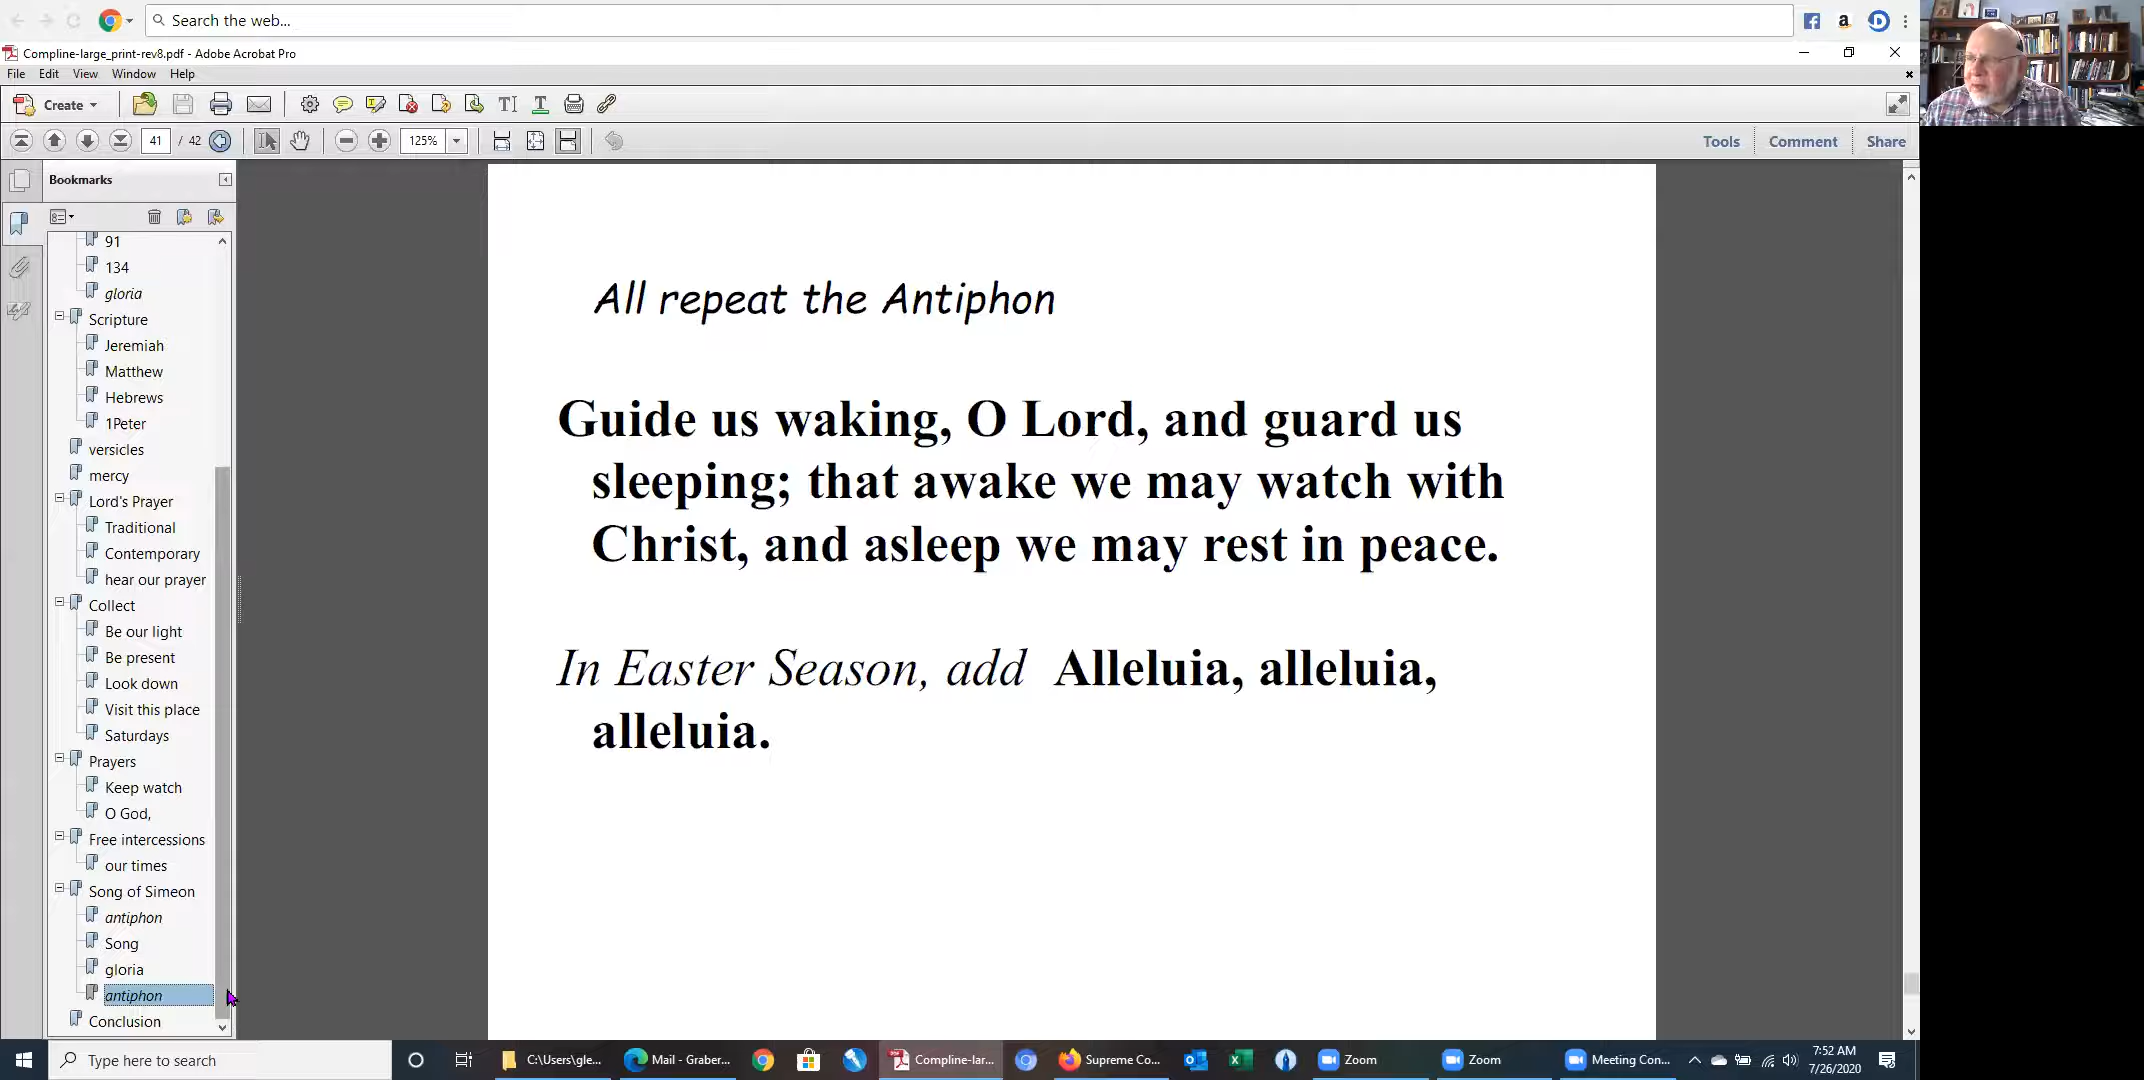 Search the web...
Compline-large_print-rev8.pdf - Adobe Acrobat Pro
File Edit View Window Help
Create
41 / 42 125% Tools Comment Share
Bookmarks
91
134
gloria
Scripture
Jeremiah
Matthew
Hebrews
1Peter
versicles
mercy
Lord's Prayer
Traditional
Contemporary
hear our prayer
Collect
Be our light
Be present
Look down
Visit this place
Saturdays
Prayers
Keep watch
O God,
Free intercessions
our times
Song of Simeon
antiphon
Song
gloria
antiphon
Conclusion
All repeat the Antiphon
Guide us waking, O Lord, and guard us
sleeping; that awake we may watch with
Christ, and asleep we may rest in peace.
In Easter Season, add Alleluia, alleluia,
alleluia.
Type here to search
C:\Users\gle...
Mail - Graber...
Compline-lar...
Supreme Co...
Zoom
Zoom
Meeting Con...
7:52 AM
7/26/2020